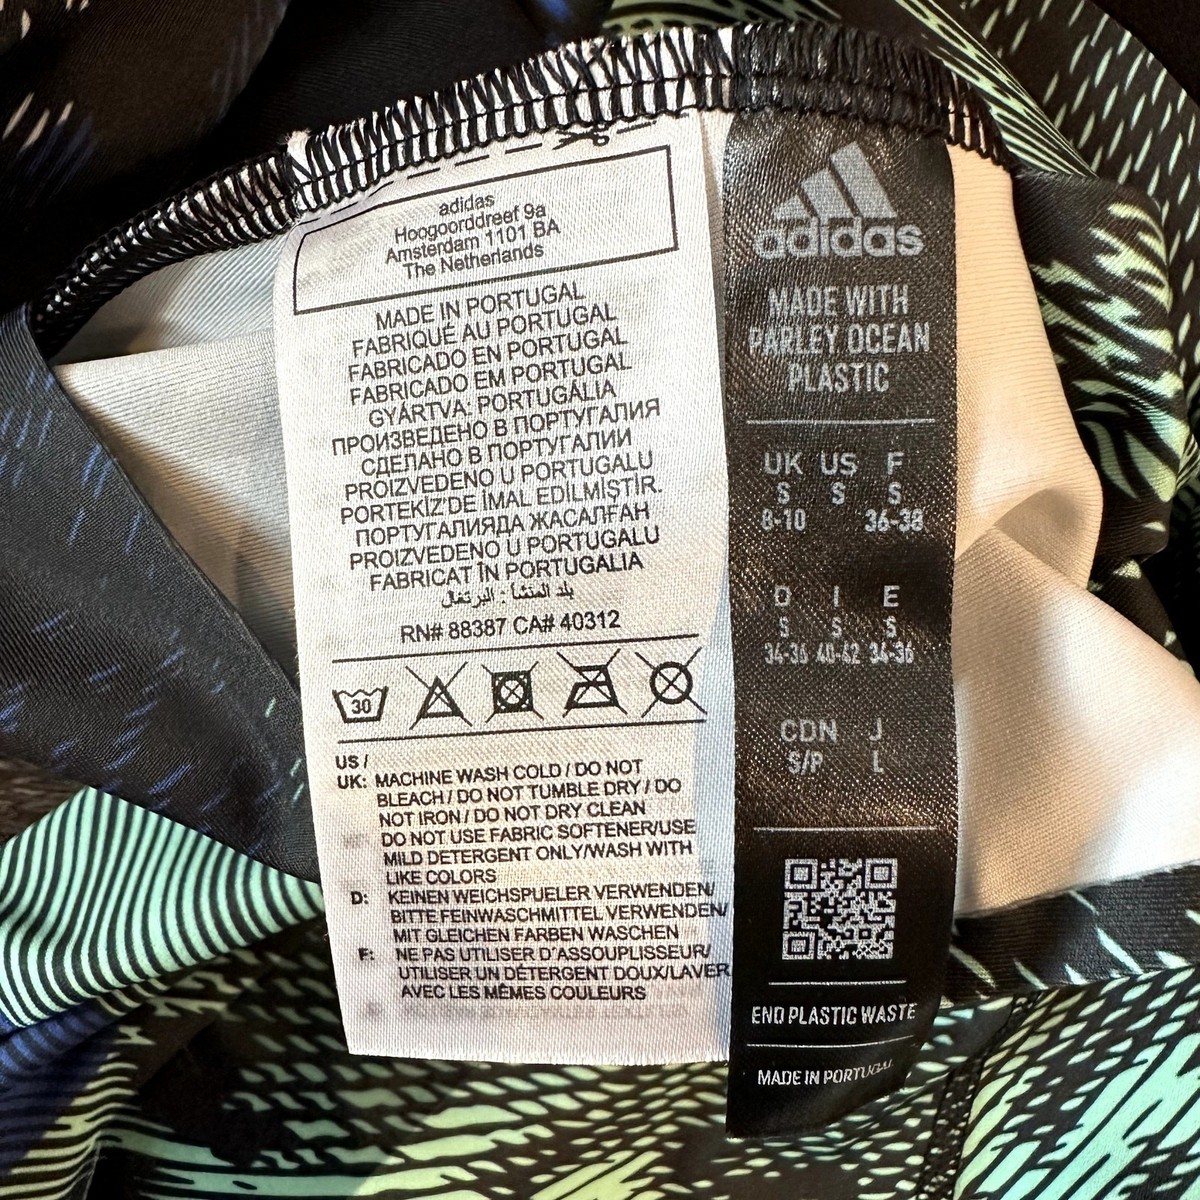 adidas
Hoogoorddreef 9a
Amsterdam 1101 BA
The Netherlands
MADE IN PORTUGAL
FABRIQUÉ AU PORTUGAL
FABRICADO EN PORTUGAL
FABRICADO EM PORTUGAL
GYÁRTVA: PORTUGÁLIA
ПРОИЗВЕДЕНО В ПОРТУГАЛИЯ
СДЕЛАНО В ПОРТУГАЛИИ
PROIZVEDENO U PORTUGALU
PORTEKİZ'DE İMAL EDİLMİŞTİR.
ПОРТУГАЛИЯДА ЖАСАЛҒАН
PROIZVEDENO U PORTUGALU
FABRICAT ÎN PORTUGALIA
بلد المنشأ : البرتغال
RN# 88387 CA# 40312
30
US /
UK: MACHINE WASH COLD / DO NOT
BLEACH / DO NOT TUMBLE DRY / DO
NOT IRON / DO NOT DRY CLEAN
DO NOT USE FABRIC SOFTENER/USE
MILD DETERGENT ONLY/WASH WITH
LIKE COLORS
D: KEINEN WEICHSPUELER VERWENDEN/
BITTE FEINWASCHMITTEL VERWENDEN/
MIT GLEICHEN FARBEN WASCHEN
F: NE PAS UTILISER D'ASSOUPLISSEUR/
UTILISER UN DÉTERGENT DOUX/LAVER
AVEC LES MÊMES COULEURS
adidas
MADE WITH
PARLEY OCEAN
PLASTIC
UK US F
S S S
8-10 36-38
D I E
S S S
34-36 40-42 34-36
CDN J
S/P L
END PLASTIC WASTE
MADE IN PORTUGAL